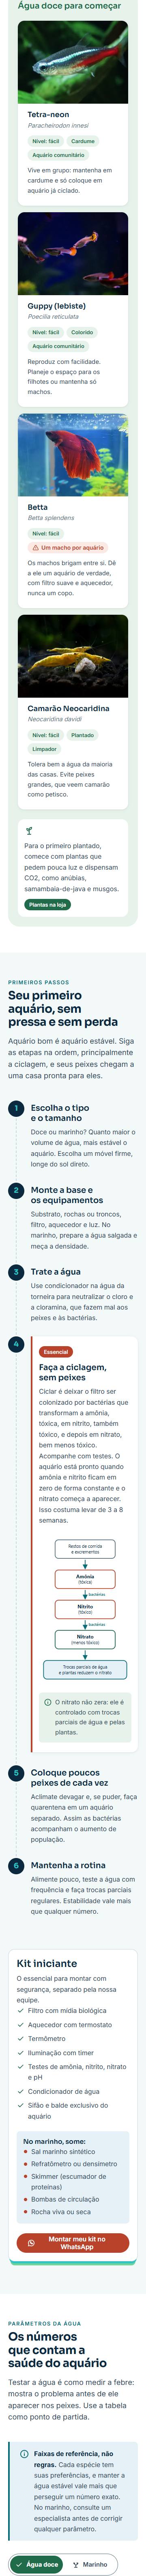 Água doce para começar
Tetra-neon
Paracheirodon innesi
Nível: fácil
Cardume
Aquário comunitário
Vive em grupo: mantenha em
cardume e só coloque em
aquário já ciclado.
Guppy (lebiste)
Poecilia reticulata
Nível: fácil
Colorido
Aquário comunitário
Reproduz com facilidade.
Planeje o espaço para os
filhotes ou mantenha só
machos.
Betta
Betta splendens
Nível: fácil
Um macho por aquário
Os machos brigam entre si. Dê
a ele um aquário de verdade,
com filtro suave e aquecedor,
nunca um copo.
Camarão Neocaridina
Neocaridina davidi
Nível: fácil
Plantado
Limpador
Tolera bem a água da maioria
das casas. Evite peixes
grandes, que veem camarão
como petisco.
Para o primeiro plantado,
comece com plantas que
pedem pouca luz e dispensam
CO2, como anúbias,
samambaia-de-java e musgos.
Plantas na loja
PRIMEIROS PASSOS
Seu primeiro
aquário, sem
pressa e sem perda
Aquário bom é aquário estável. Siga
as etapas na ordem, principalmente
a ciclagem, e seus peixes chegam a
uma casa pronta para eles.
1
Escolha o tipo
e o tamanho
Doce ou marinho? Quanto maior o
volume de água, mais estável o
aquário. Escolha um móvel firme,
longe do sol direto.
2
Monte a base e
os equipamentos
Substrato, rochas ou troncos,
filtro, aquecedor e luz. No
marinho, prepare a água salgada e
meça a densidade.
3
Trate a água
Use condicionador na água da
torneira para neutralizar o cloro e
a cloramina, que fazem mal aos
peixes e às bactérias.
4
Essencial
Faça a ciclagem,
sem peixes
Ciclar é deixar o filtro ser
colonizado por bactérias que
transformam a amônia,
tóxica, em nitrito, também
tóxico, e depois em nitrato,
bem menos tóxico.
Acompanhe com testes. O
aquário está pronto quando
amônia e nitrito ficam em
zero de forma constante e o
nitrato começa a aparecer.
Isso costuma levar de 3 a 8
semanas.
Restos de comida
e excrementos
Amônia
(tóxica)
bactérias
Nitrito
(tóxico)
bactérias
Nitrato
(menos tóxico)
Trocas parciais de água
e plantas reduzem o nitrato
O nitrato não zera: ele é
controlado com trocas
parciais de água e pelas
plantas.
5
Coloque poucos
peixes de cada vez
Aclimate devagar e, se puder, faça
quarentena em um aquário
separado. Assim as bactérias
acompanham o aumento de
população.
6
Mantenha a rotina
Alimente pouco, teste a água com
frequência e faça trocas parciais
regulares. Estabilidade vale mais
que qualquer número.
Kit iniciante
O essencial para montar com
segurança, separado pela nossa
equipe.
Filtro com mídia biológica
Aquecedor com termostato
Termômetro
Iluminação com timer
Testes de amônia, nitrito, nitrato
e pH
Condicionador de água
Sifão e balde exclusivo do
aquário
No marinho, some:
Sal marinho sintético
Refratômetro ou densímetro
Skimmer (escumador de
proteínas)
Bombas de circulação
Rocha viva ou seca
Montar meu kit no
WhatsApp
PARÂMETROS DA ÁGUA
Os números
que contam a
saúde do aquário
Testar a água é como medir a febre:
mostra o problema antes de ele
aparecer nos peixes. Use a tabela
como ponto de partida.
Faixas de referência, não
regras. Cada espécie tem
suas preferências, e manter a
água estável vale mais que
perseguir um número exato.
No marinho, consulte um
especialista antes de corrigir
qualquer parâmetro.
Água doce
Marinho